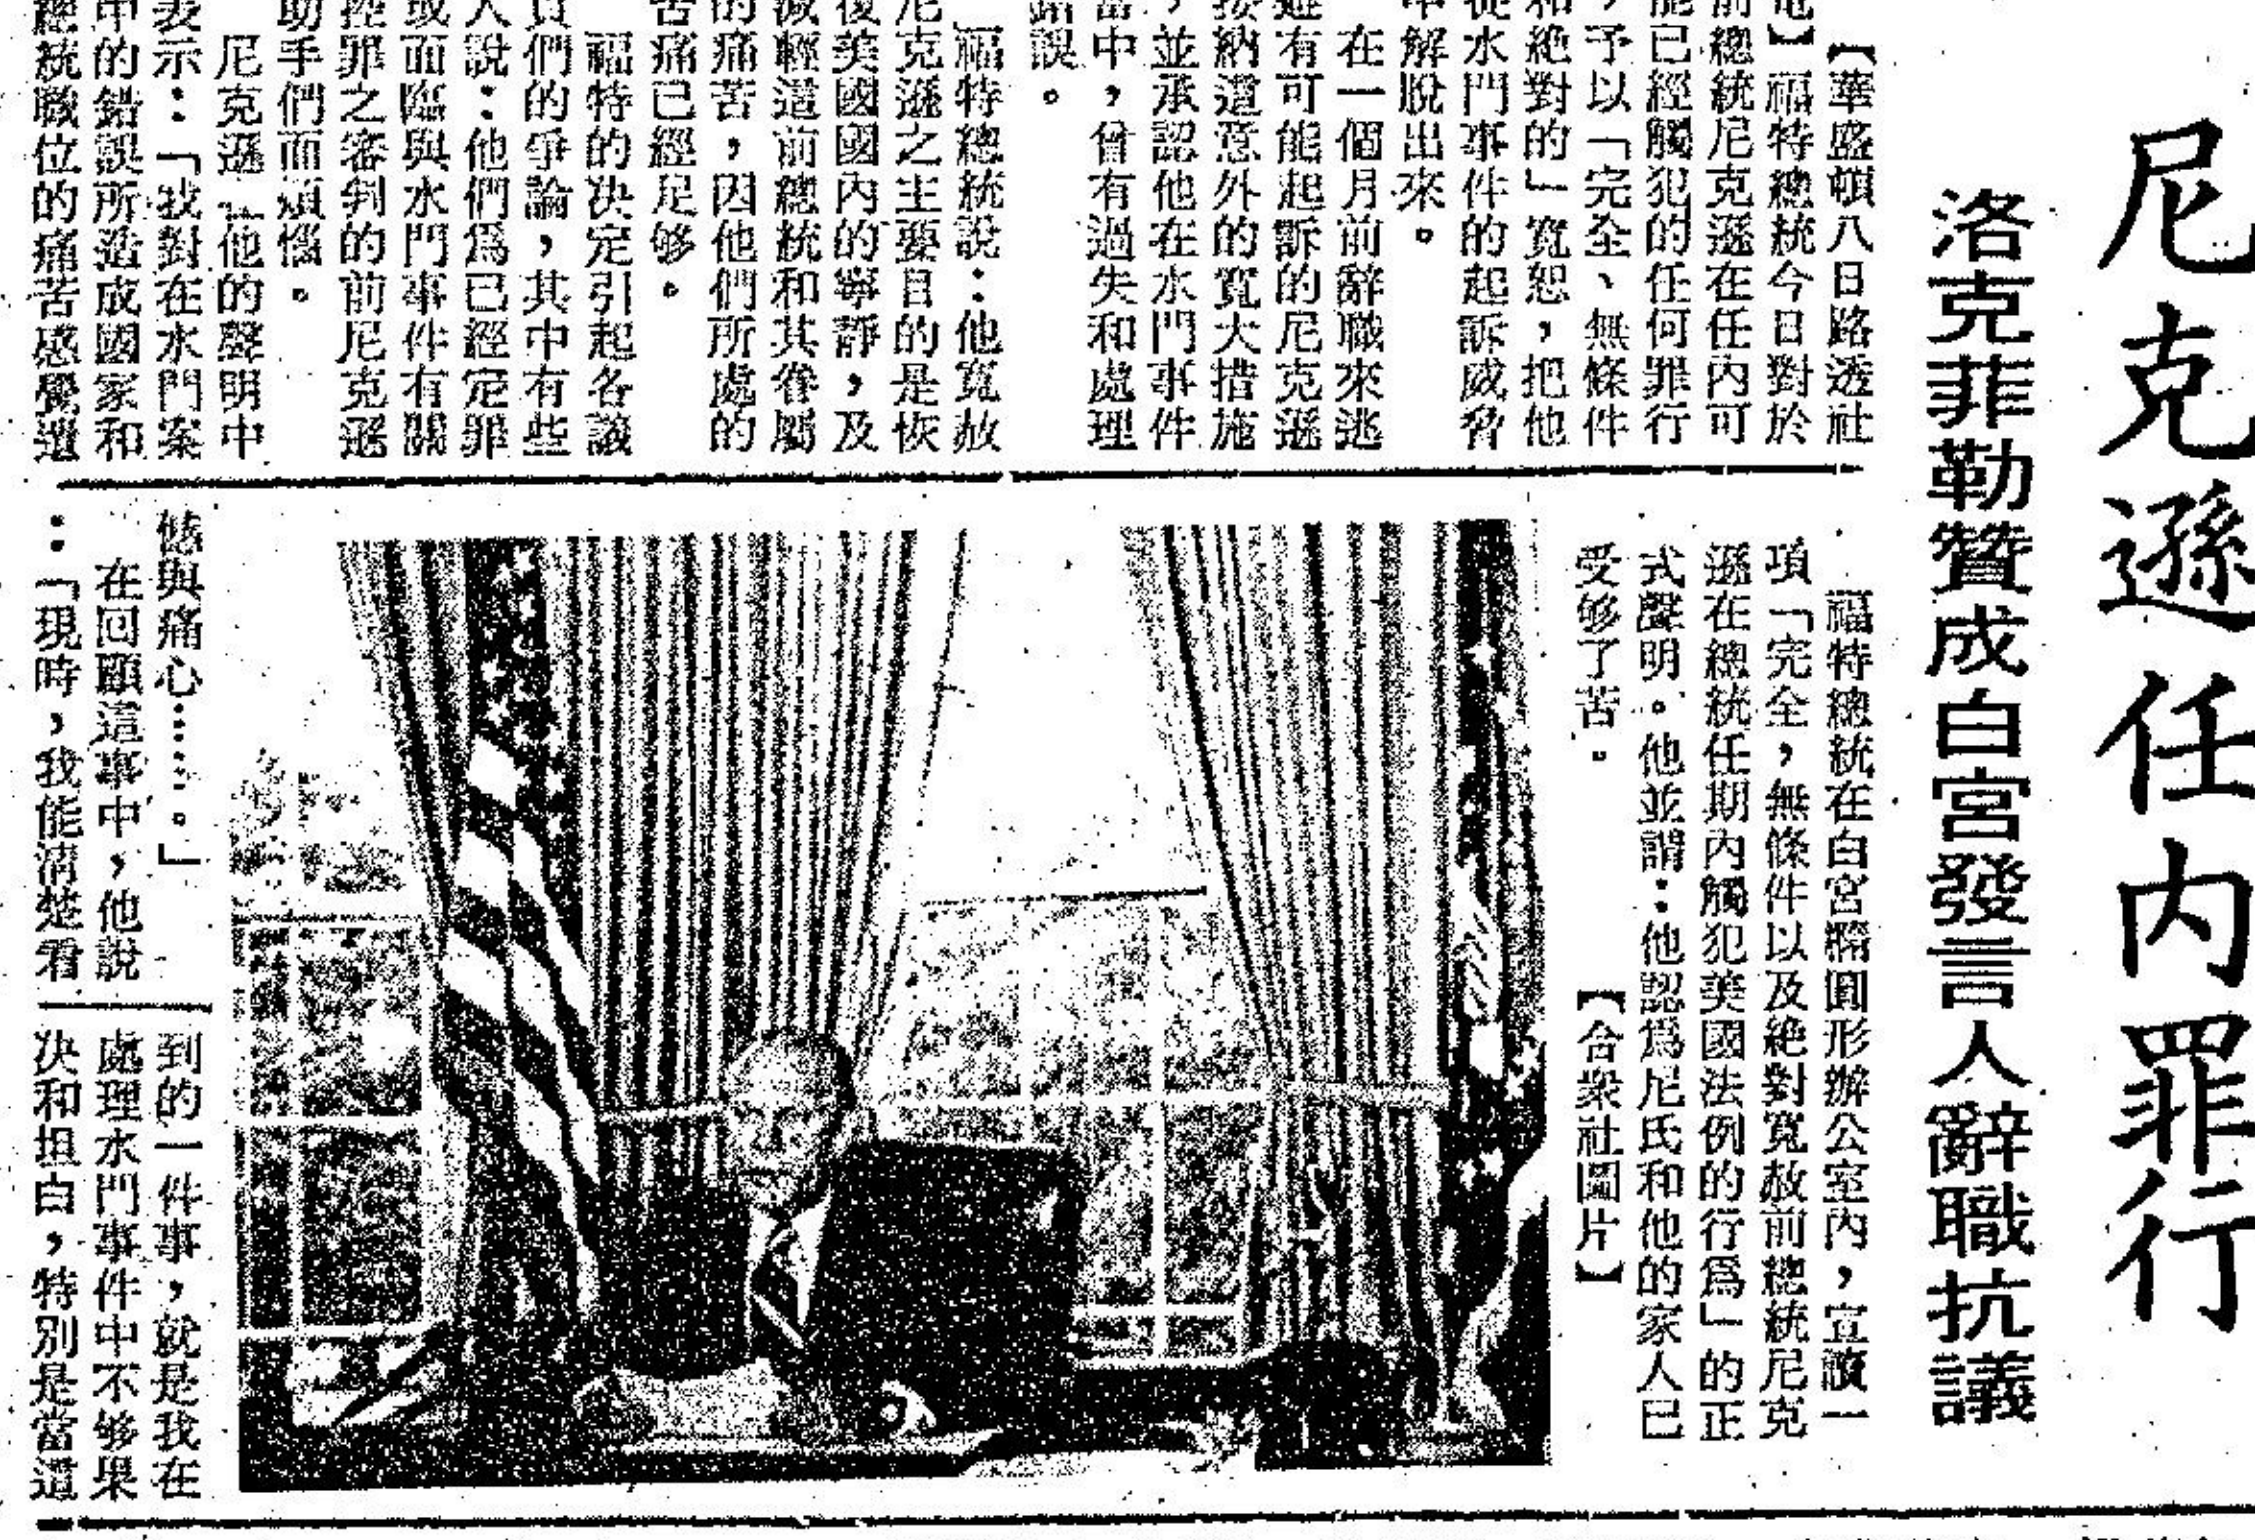 尼克遜任內罪行
洛克菲勒贊成白宮發言人辭職抗議
【華盛頓八日路透社
電】福特總統今日對於
前總統尼克遜在任內可
能已經觸犯的任何罪行
，予以「完全、無條件
和絶對的」寬恕，把他
從水門事件的起訴威脅
中解脫出來。
在一個月前辭職來逃
避有可能起訴的尼克遜
接納這意外的寬大措施
，並承認他在水門事件
當中，曾有過失和處理
錯誤。
福特總統說：他寬赦
尼克遜之主要目的是恢
復美國國內的寧靜，及
減輕這前總統和其眷屬
的痛苦，因他們所處的
苦痛已經足够。
福特的決定引起各議
員們的爭論，其中有些
人說：他們爲已經定罪
或面臨與水門事件有關
控罪之審判的前尼克遜
助手們而煩惱。
尼克遜在他的聲明中
表示：「我對在水門案
中的錯誤所造成國家和
總統職位的痛苦感覺遺
憾與痛心……。」
在回顧這事中，他說
：「現時，我能清楚看
到的一件事，就是我在
處理水門事件中不够果
決和坦白，特別是當這
福特總統在白宮橢圓形辦公室內，宣讀一
項「完全，無條件以及絶對寬赦前總統尼克
遜在總統任期內觸犯美國法例的行爲」的正
式聲明。他並謂：他認爲尼氏和他的家人已
受够了苦。
【合衆社圖片】